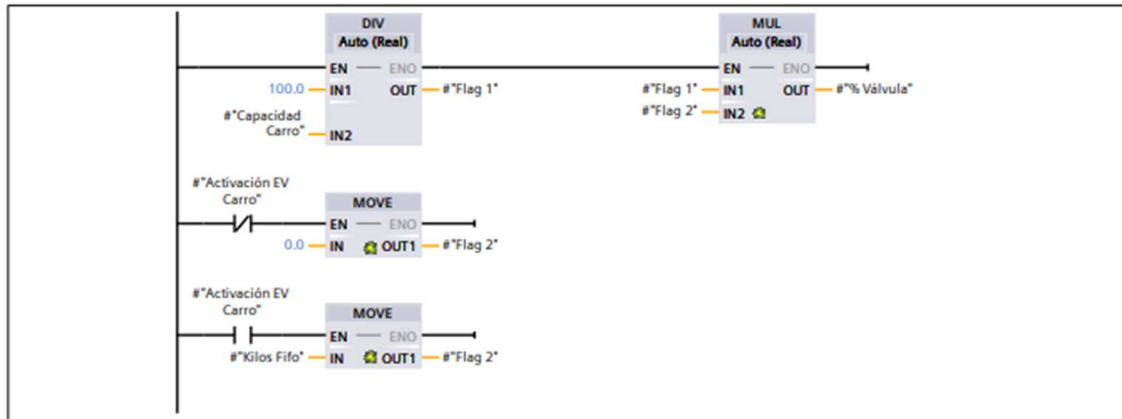 DIV
Auto (Real)
EN ENO
100.0 IN1 OUT #"Flag 1"
#"Capacidad
Carro" IN2
MUL
Auto (Real)
EN ENO
#"Flag 1" IN1 OUT #"% Válvula"
#"Flag 2" IN2
#"Activación EV
Carro"
MOVE
EN ENO
0.0 IN OUT1 #"Flag 2"
#"Activación EV
Carro"
MOVE
EN ENO
#"Kilos Fifo" IN OUT1 #"Flag 2"